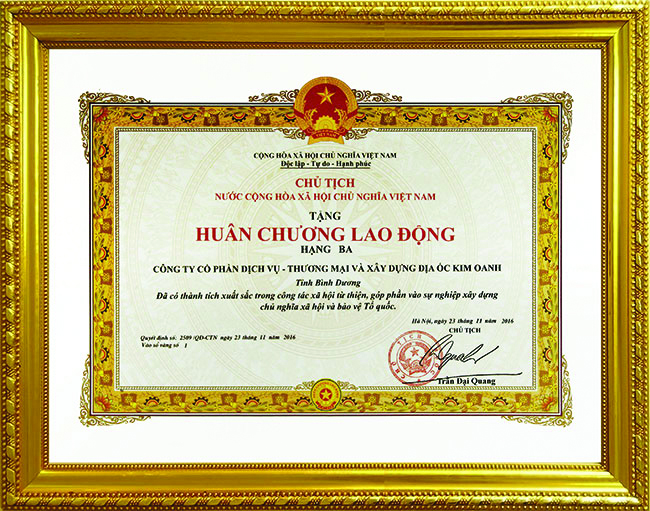 CỘNG HÒA XÃ HỘI CHỦ NGHĨA VIỆT NAM
Độc lập - Tự do - Hạnh phúc
CHỦ TỊCH
NƯỚC CỘNG HÒA XÃ HỘI CHỦ NGHĨA VIỆT NAM
TẶNG
HUÂN CHƯƠNG LAO ĐỘNG
HẠNG BA
CÔNG TY CỔ PHẦN DỊCH VỤ - THƯƠNG MẠI VÀ XÂY DỰNG ĐỊA ỐC KIM OANH
Tỉnh Bình Dương
Đã có thành tích xuất sắc trong công tác xã hội từ thiện, góp phần vào sự nghiệp xây dựng
chủ nghĩa xã hội và bảo vệ Tổ quốc.
Hà Nội, ngày 23 tháng 11 năm 2016
CHỦ TỊCH
Quyết định số: 2509 /QĐ-CTN ngày 23 tháng 11 năm 2016
Vào sổ vàng số 1
Trần Đại Quang